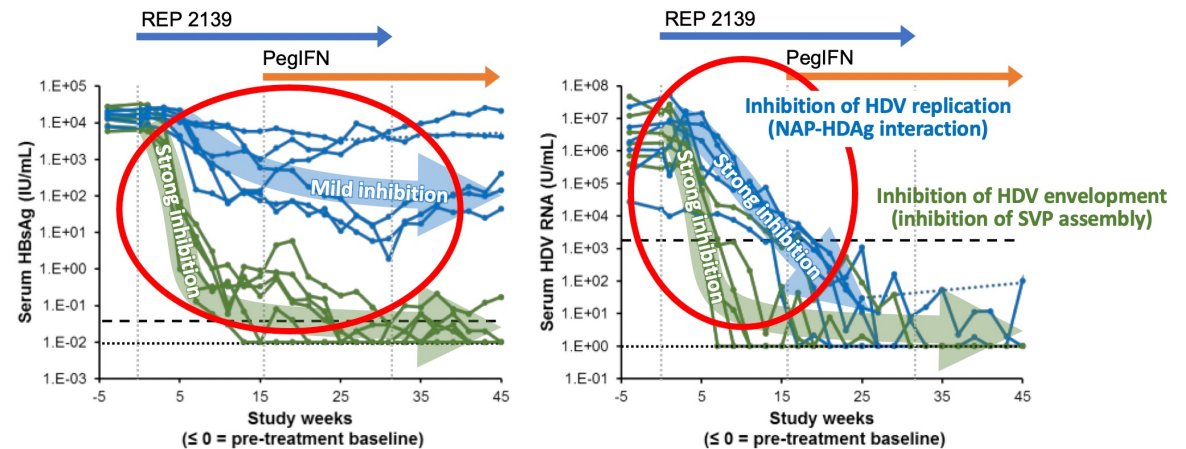 REP 2139
PegIFN
1.E+05
1.E+04
1.E+03
1.E+02
1.E+01
1.E+00
1.E-01
1.E-02
1.E-03
Serum HBsAg (IU/mL)
Strong inhibition
Mild inhibition
-5
5
15
25
35
45
Study weeks
(≤ 0 = pre-treatment baseline)
REP 2139
PegIFN
1.E+08
1.E+07
1.E+06
1.E+05
1.E+04
1.E+03
1.E+02
1.E+01
1.E+00
1.E-01
Serum HDV RNA (U/mL)
Inhibition of HDV replication
(NAP-HDAg interaction)
Strong inhibition
Strong inhibition
Inhibition of HDV envelopment
(inhibition of SVP assembly)
-5
5
15
25
35
45
Study weeks
(≤ 0 = pre-treatment baseline)